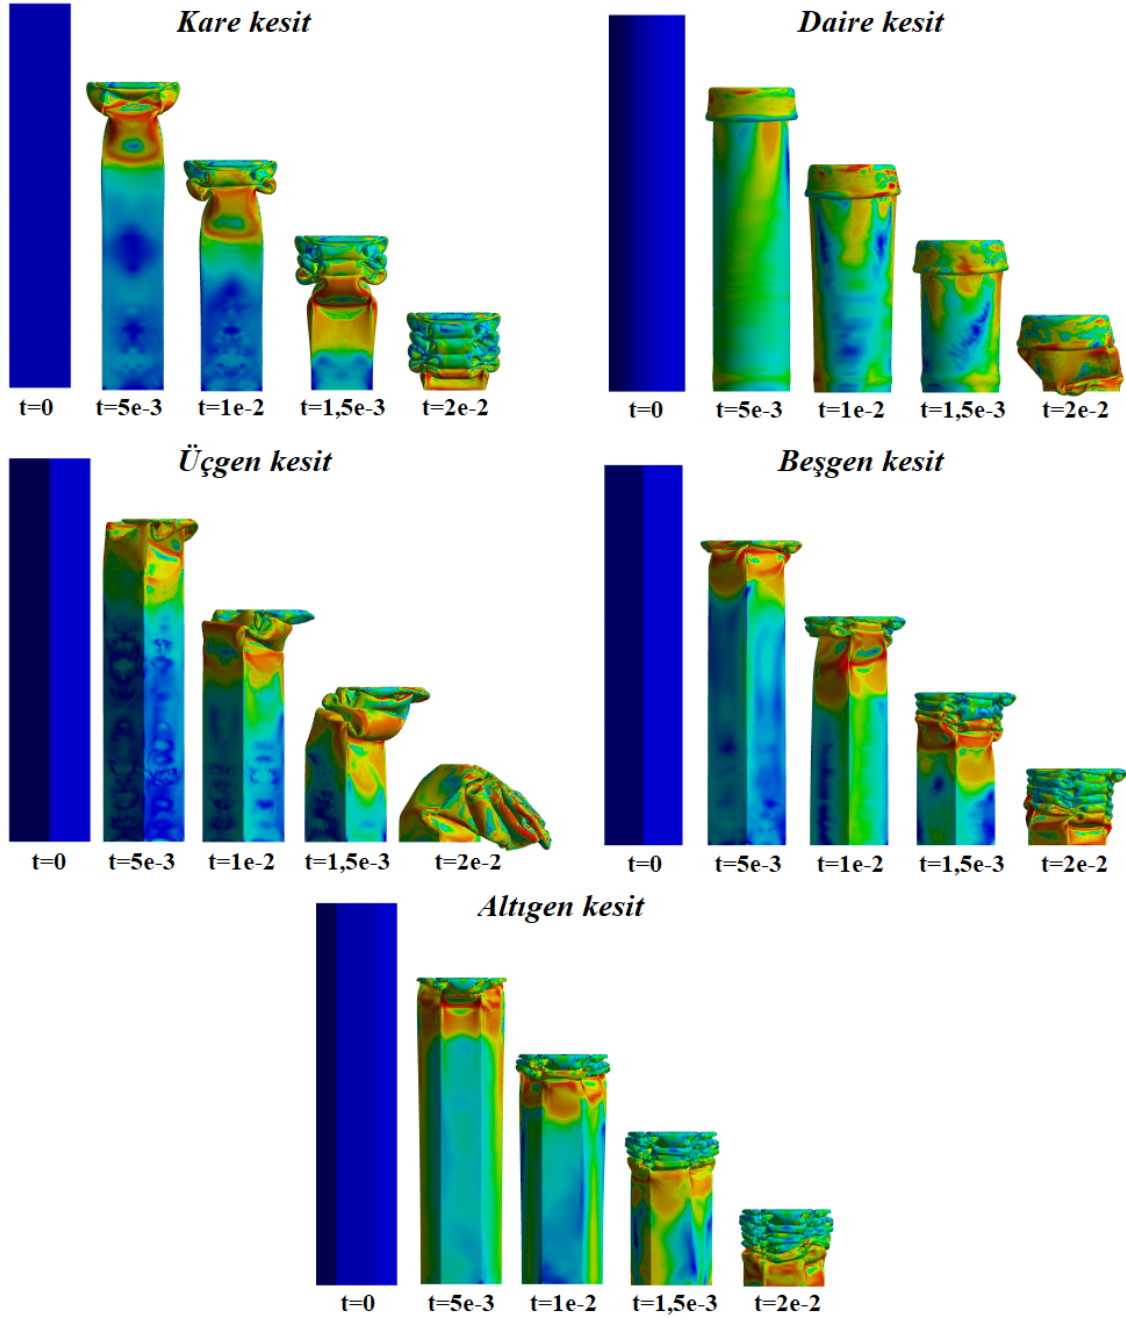 Kare kesit
Daire kesit
t=0 t=5e-3 t=1e-2 t=1,5e-3 t=2e-2
t=0 t=5e-3 t=1e-2 t=1,5e-3 t=2e-2
Üçgen kesit
Beşgen kesit
t=0 t=5e-3 t=1e-2 t=1,5e-3 t=2e-2
t=0 t=5e-3 t=1e-2 t=1,5e-3 t=2e-2
Altıgen kesit
t=0 t=5e-3 t=1e-2 t=1,5e-3 t=2e-2